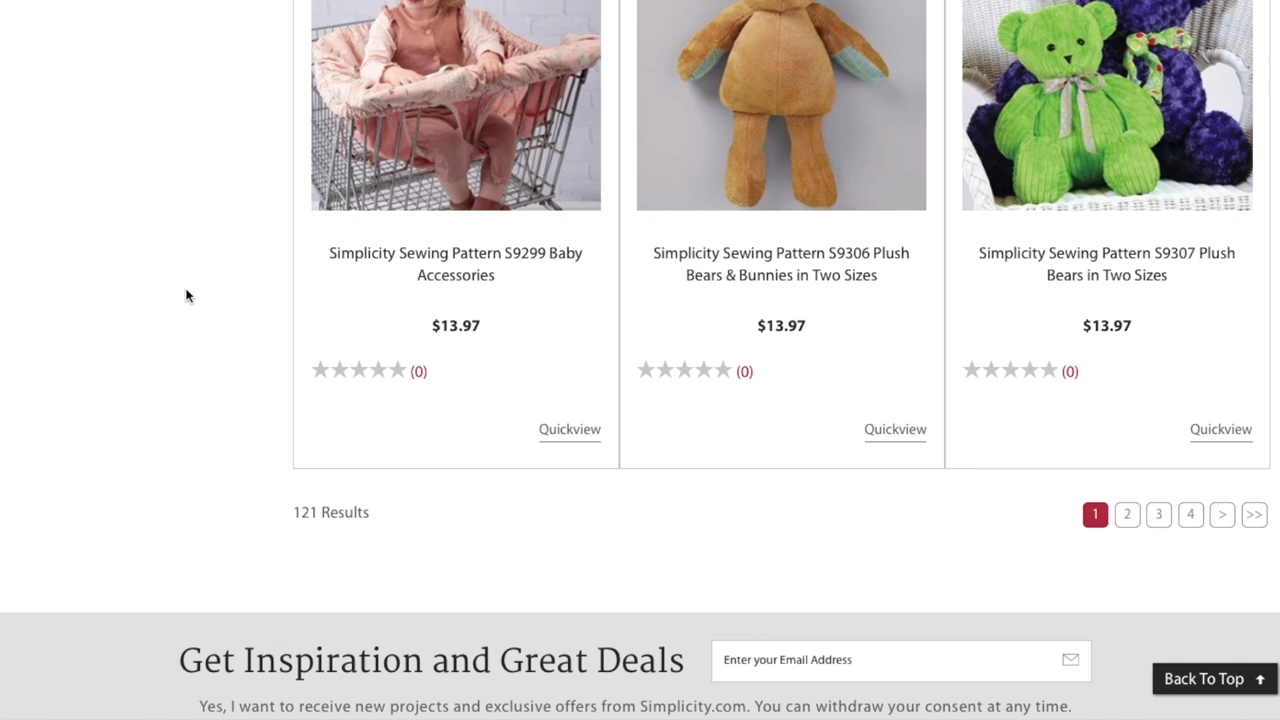 Simplicity Sewing Pattern S9299 Baby
Accessories
$13.97
(0)
Quickview
Simplicity Sewing Pattern S9306 Plush
Bears & Bunnies in Two Sizes
$13.97
(0)
Quickview
Simplicity Sewing Pattern S9307 Plush
Bears in Two Sizes
$13.97
(0)
Quickview
121 Results
1 2 3 4 > >>
Get Inspiration and Great Deals
Enter your Email Address
Back To Top
Yes, I want to receive new projects and exclusive offers from Simplicity.com. You can withdraw your consent at any time.